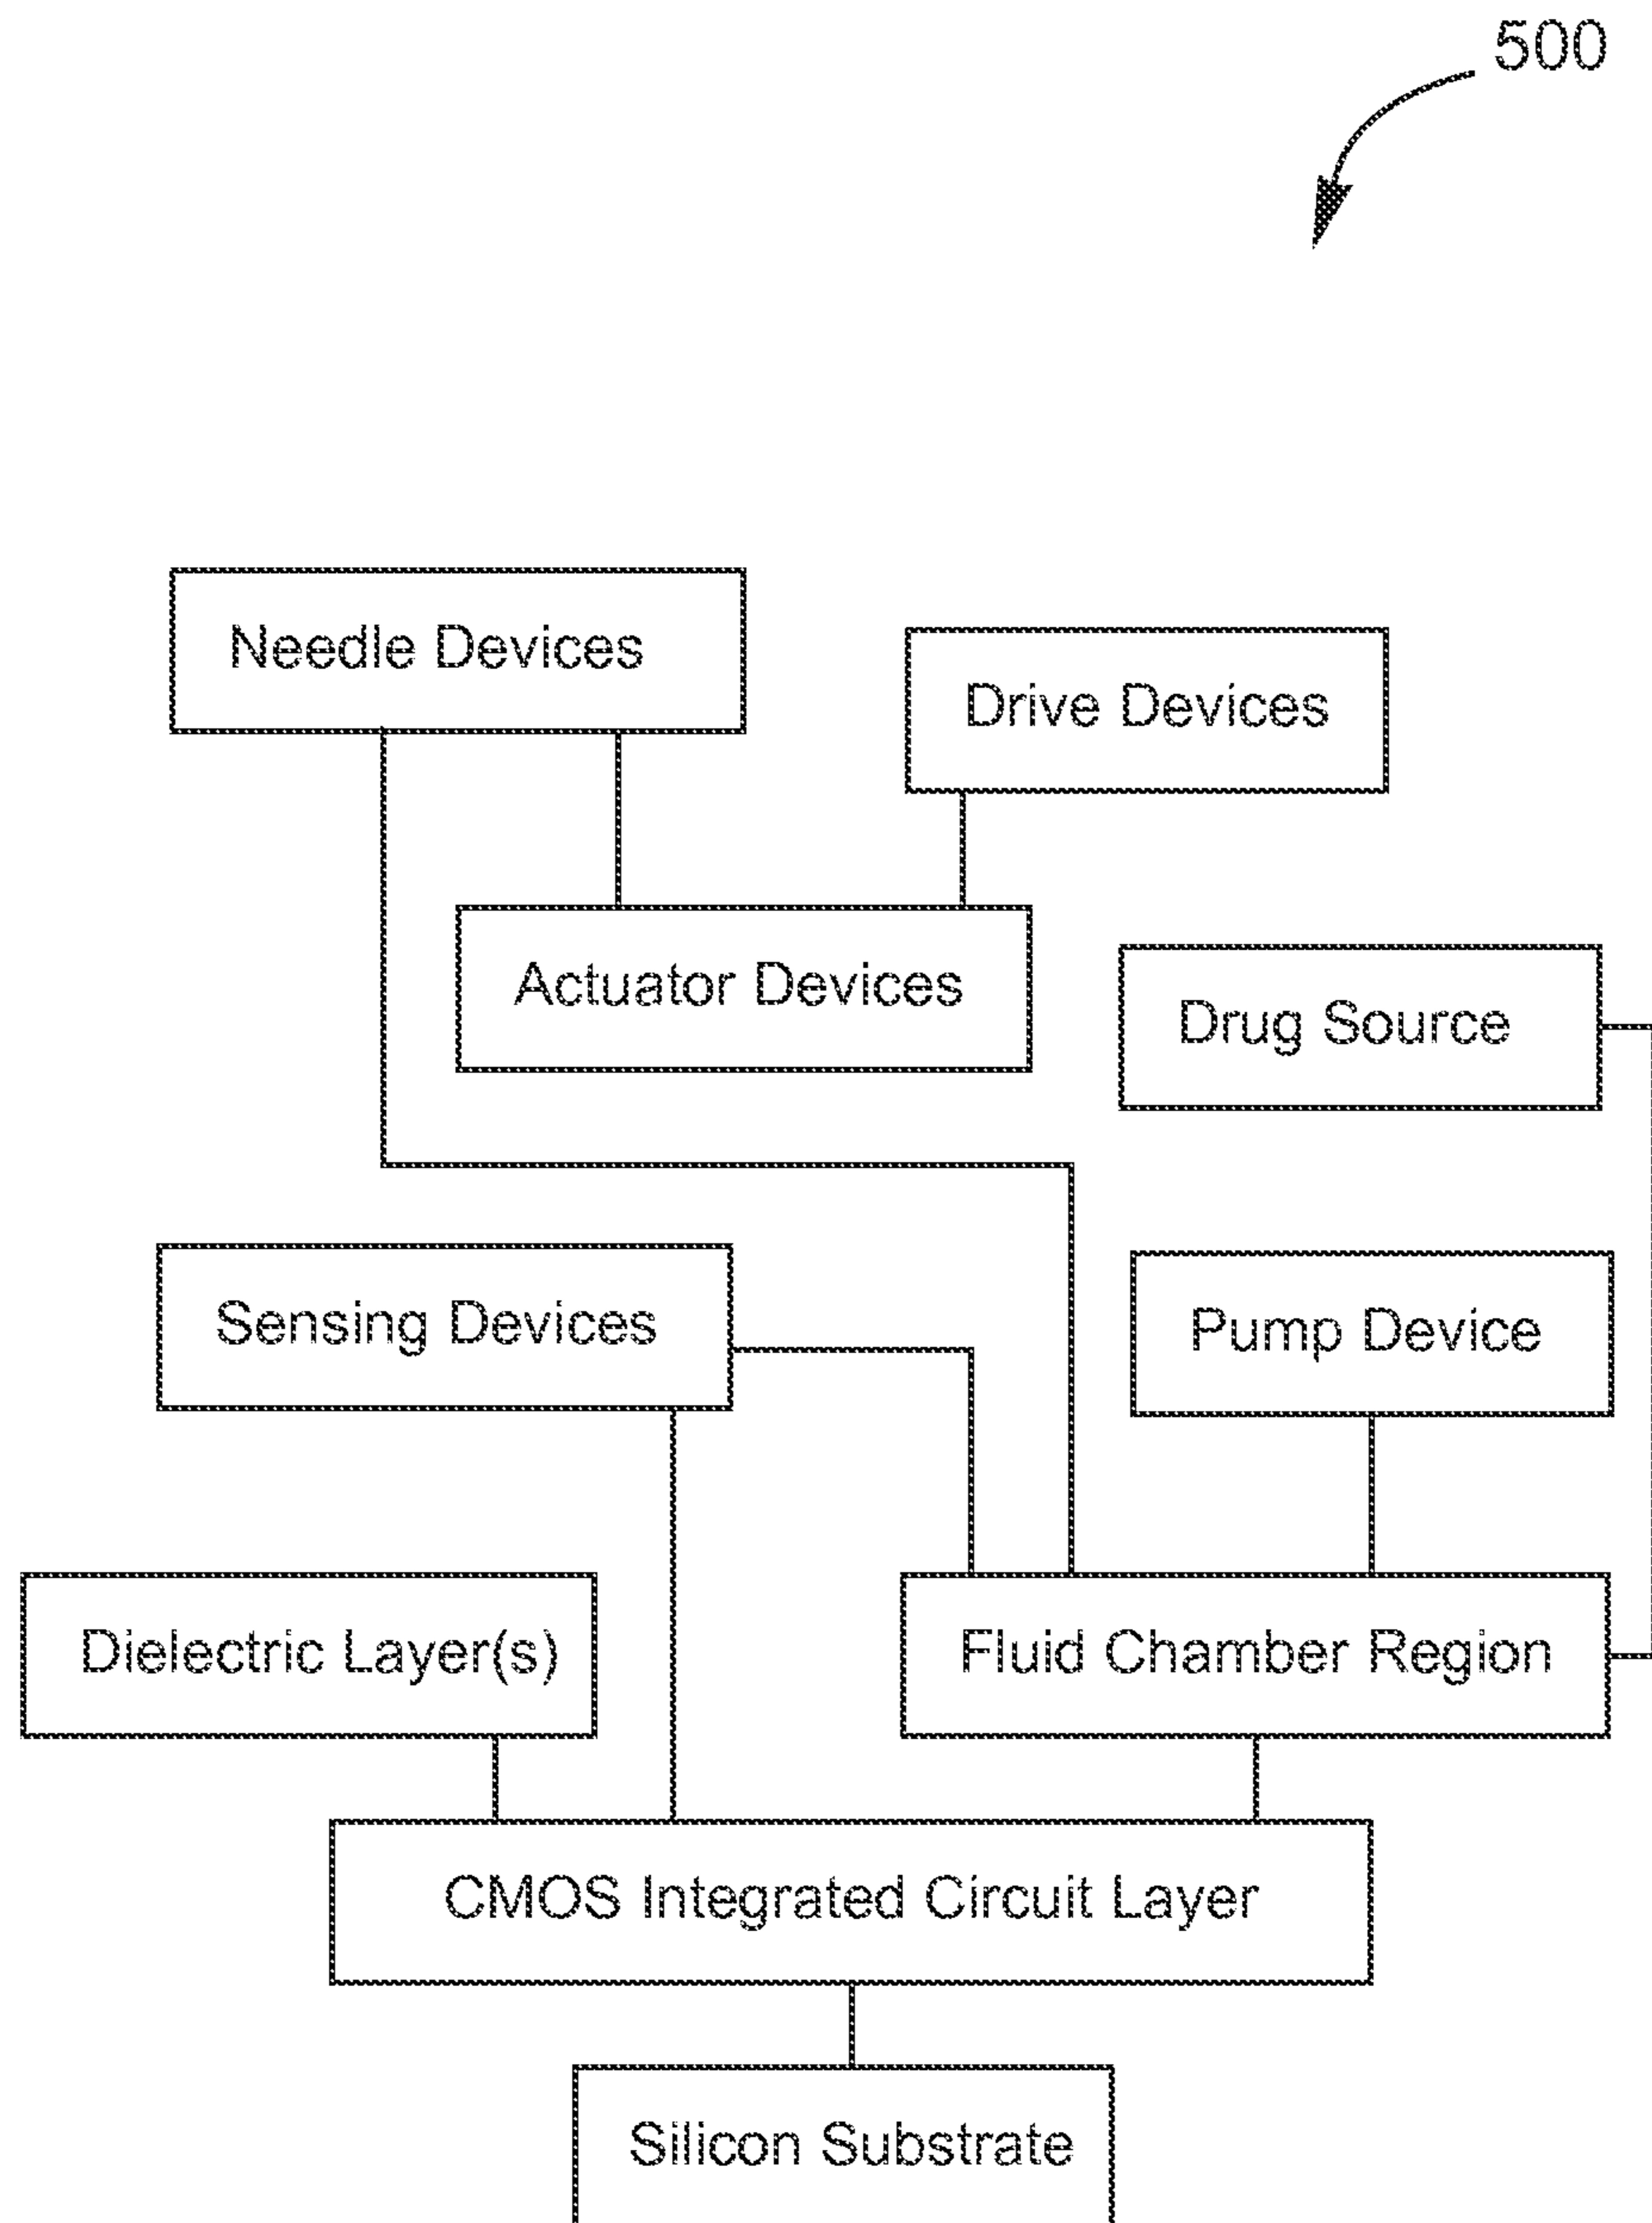 500
Needle Devices
Drive Devices
Actuator Devices
Drug Source
Sensing Devices
Pump Device
Dielectric Layer(s)
Fluid Chamber Region
CMOS Integrated Circuit Layer
Silicon Substrate